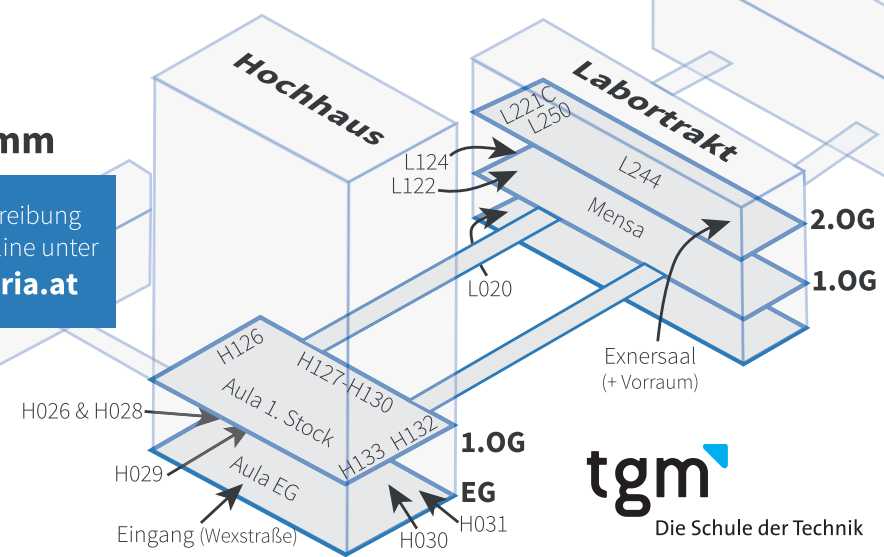 Hochhaus
Labortrakt
mm
reibung
line unter
ria.at
L221C
L250
L124
L122
L244
Mensa
2.OG
1.OG
L020
Exnersaal
(+ Vorraum)
H126
H127-H130
Aula 1. Stock
H133 H132
H026 & H028
H029
Aula EG
1.OG
EG
Eingang (Wexstraße)
H031
H030
tgm
Die Schule der Technik